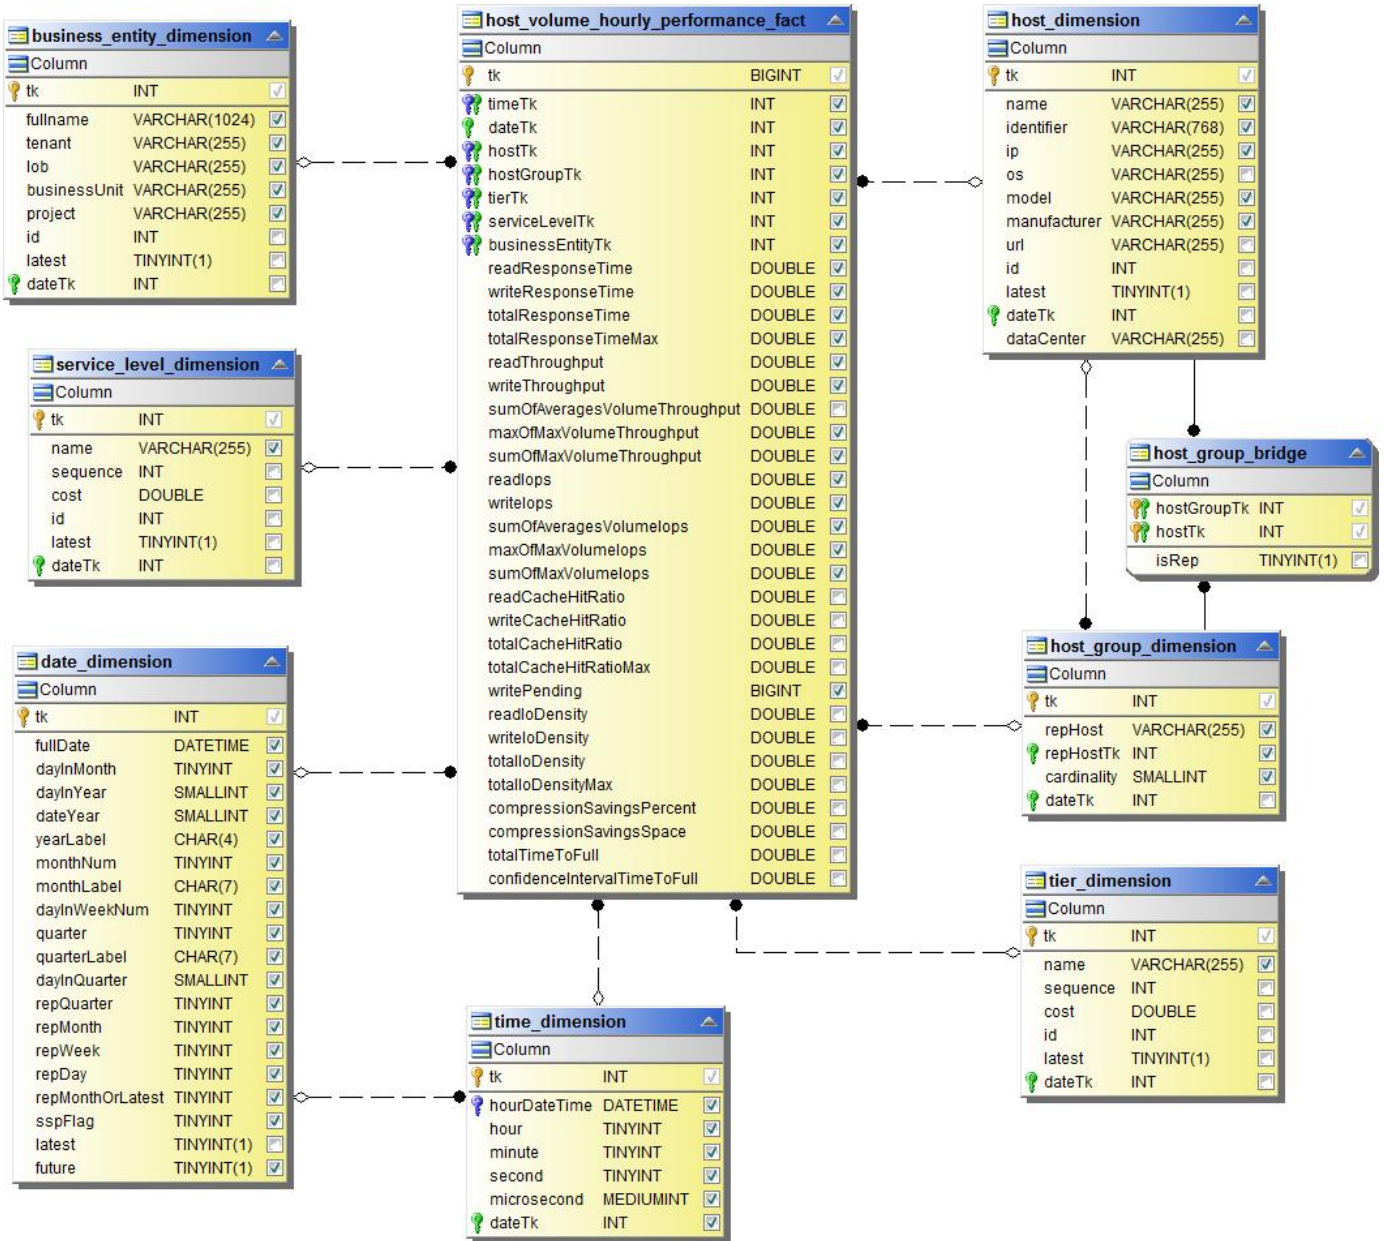 business_entity_dimension
Column
tk INT
fullname VARCHAR(1024)
tenant VARCHAR(255)
lob VARCHAR(255)
businessUnit VARCHAR(255)
project VARCHAR(255)
id INT
latest TINYINT(1)
dateTk INT
service_level_dimension
Column
tk INT
name VARCHAR(255)
sequence INT
cost DOUBLE
id INT
latest TINYINT(1)
dateTk INT
date_dimension
Column
tk INT
fullDate DATETIME
dayInMonth TINYINT
dayInYear SMALLINT
dateYear SMALLINT
yearLabel CHAR(4)
monthNum TINYINT
monthLabel CHAR(7)
dayInWeekNum TINYINT
quarter TINYINT
quarterLabel CHAR(7)
dayInQuarter SMALLINT
repQuarter TINYINT
repMonth TINYINT
repWeek TINYINT
repDay TINYINT
repMonthOrLatest TINYINT
sspFlag TINYINT
latest TINYINT(1)
future TINYINT(1)
host_volume_hourly_performance_fact
Column
tk BIGINT
timeTk INT
dateTk INT
hostTk INT
hostGroupTk INT
tierTk INT
serviceLevelTk INT
businessEntityTk INT
readResponseTime DOUBLE
writeResponseTime DOUBLE
totalResponseTime DOUBLE
totalResponseTimeMax DOUBLE
readThroughput DOUBLE
writeThroughput DOUBLE
sumOfAveragesVolumeThroughput DOUBLE
maxOfMaxVolumeThroughput DOUBLE
sumOfMaxVolumeThroughput DOUBLE
readIops DOUBLE
writeIops DOUBLE
sumOfAveragesVolumeIops DOUBLE
maxOfMaxVolumeIops DOUBLE
sumOfMaxVolumeIops DOUBLE
readCacheHitRatio DOUBLE
writeCacheHitRatio DOUBLE
totalCacheHitRatio DOUBLE
totalCacheHitRatioMax DOUBLE
writePending BIGINT
readIoDensity DOUBLE
writeIoDensity DOUBLE
totalIoDensity DOUBLE
totalIoDensityMax DOUBLE
compressionSavingsPercent DOUBLE
compressionSavingsSpace DOUBLE
totalTimeToFull DOUBLE
confidenceIntervalTimeToFull DOUBLE
time_dimension
Column
tk INT
hourDateTime DATETIME
hour TINYINT
minute TINYINT
second TINYINT
microsecond MEDIUMINT
dateTk INT
host_dimension
Column
tk INT
name VARCHAR(255)
identifier VARCHAR(768)
ip VARCHAR(255)
os VARCHAR(255)
model VARCHAR(255)
manufacturer VARCHAR(255)
url VARCHAR(255)
id INT
latest TINYINT(1)
dateTk INT
dataCenter VARCHAR(255)
host_group_bridge
Column
hostGroupTk INT
hostTk INT
isRep TINYINT(1)
host_group_dimension
Column
tk INT
repHost VARCHAR(255)
repHostTk INT
cardinality SMALLINT
dateTk INT
tier_dimension
Column
tk INT
name VARCHAR(255)
sequence INT
cost DOUBLE
id INT
latest TINYINT(1)
dateTk INT